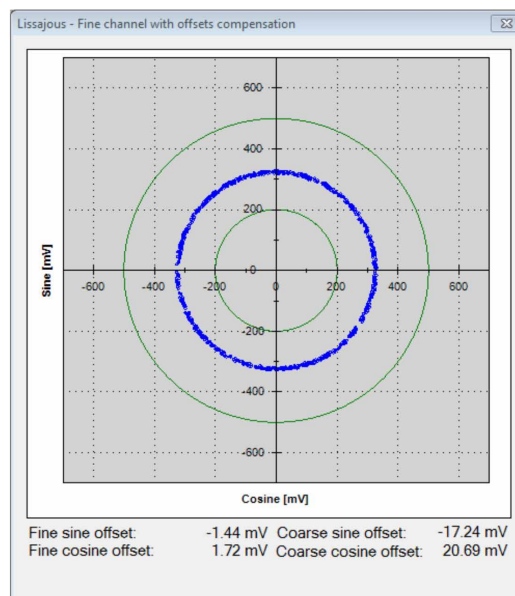 Lissajous - Fine channel with offsets compensation
600
400
200
-600 -400 -200 0 200 400 600
-200
-400
-600
Sine [mV]
Cosine [mV]
Fine sine offset: -1.44 mV Coarse sine offset: -17.24 mV
Fine cosine offset: 1.72 mV Coarse cosine offset: 20.69 mV